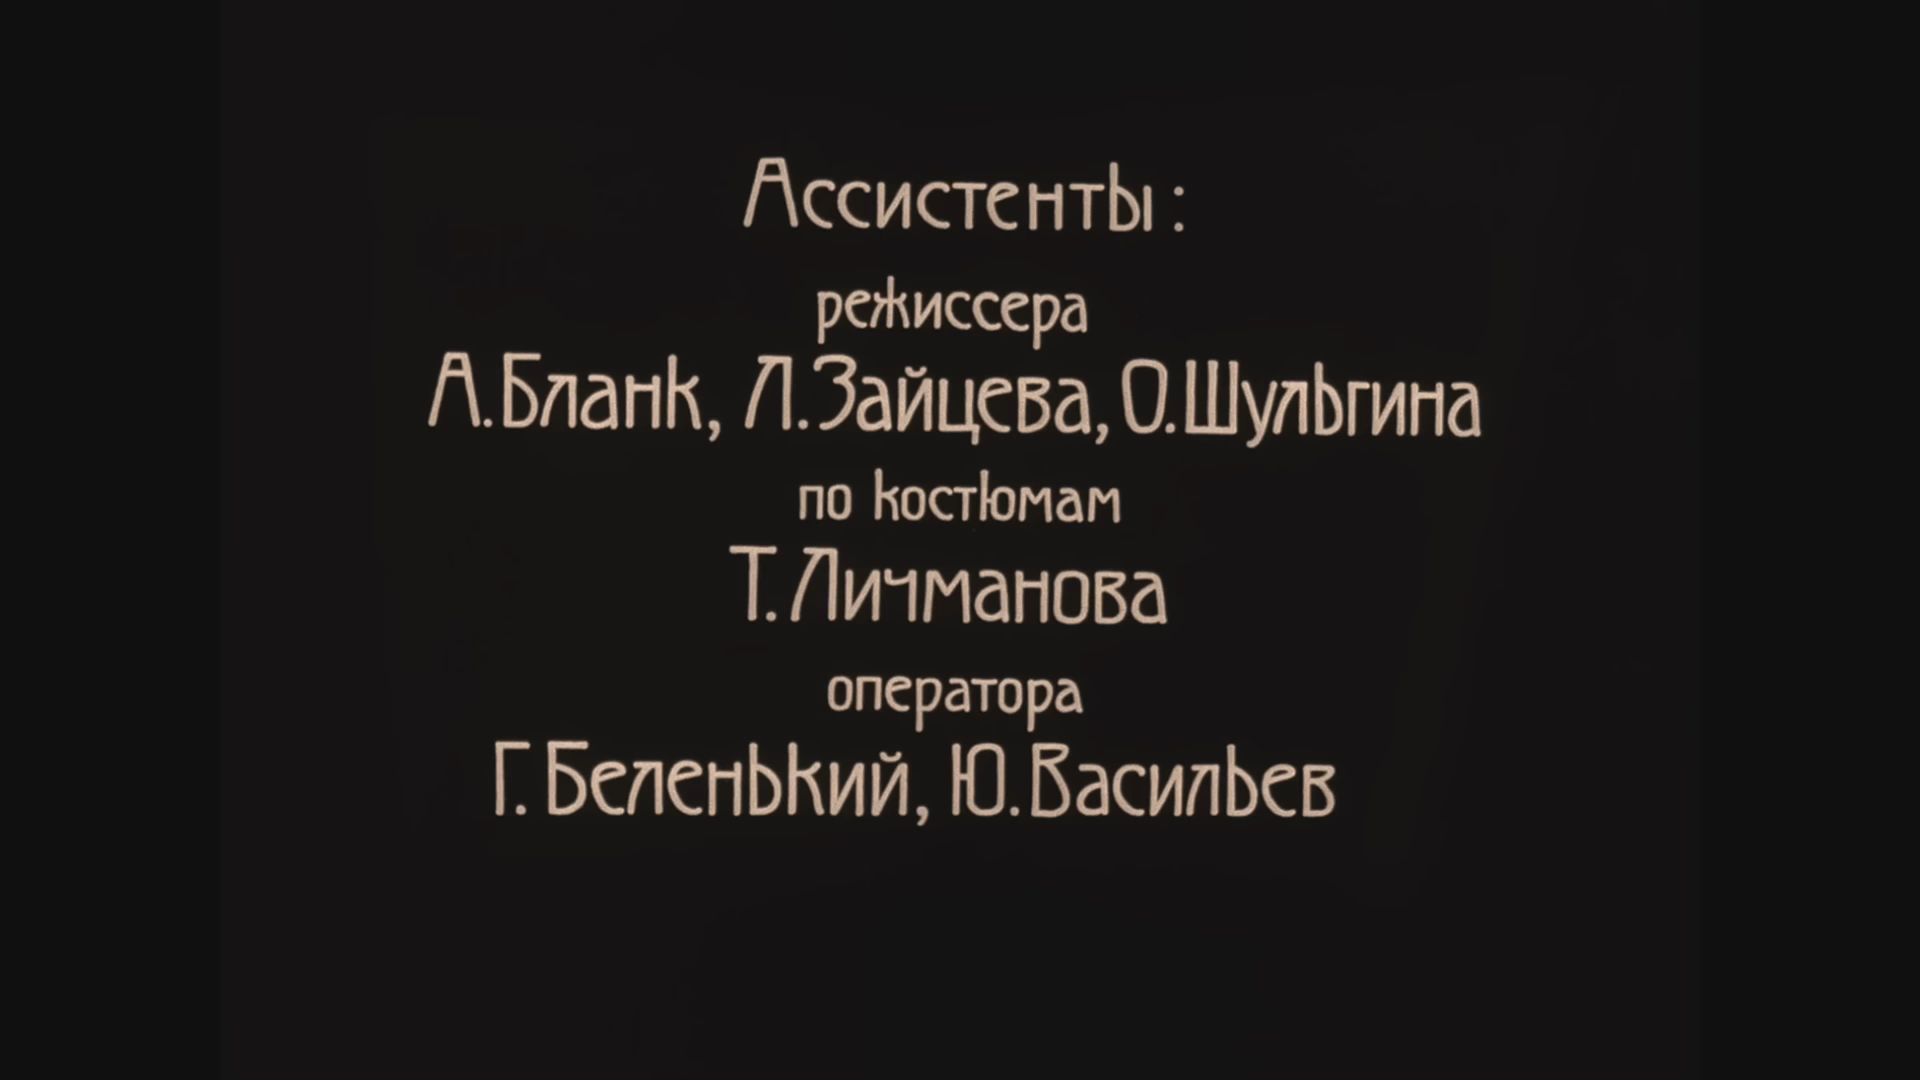 Ассистенты:
режиссера
А.Бланк, Л.Зайцева, О.Шульгина
по костюмам
Т.Личманова
оператора
Г.Беленький, Ю.Васильев